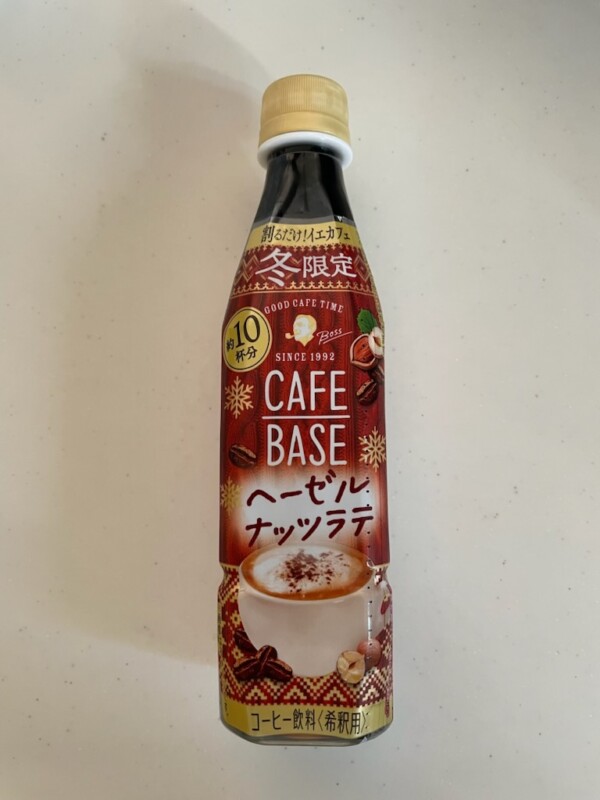 割るだけ!イエカフェ
冬限定
GOOD CAFE TIME
Boss
SINCE 1992
約10
杯分
CAFE
BASE
ヘーゼル
ナッツラテ
コーヒー飲料〈希釈用〉